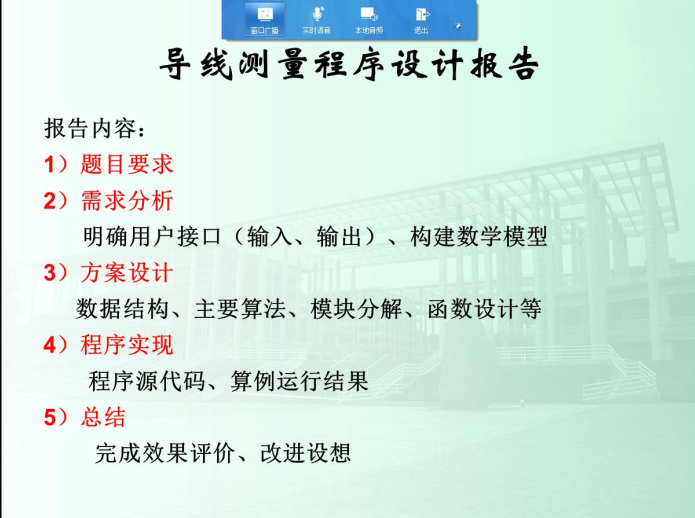 窗口广播 实时语音 本地音频 退出
导线测量程序设计报告
报告内容：
1）题目要求
2）需求分析
明确用户接口（输入、输出）、构建数学模型
3）方案设计
数据结构、主要算法、模块分解、函数设计等
4）程序实现
程序源代码、算例运行结果
5）总结
完成效果评价、改进设想